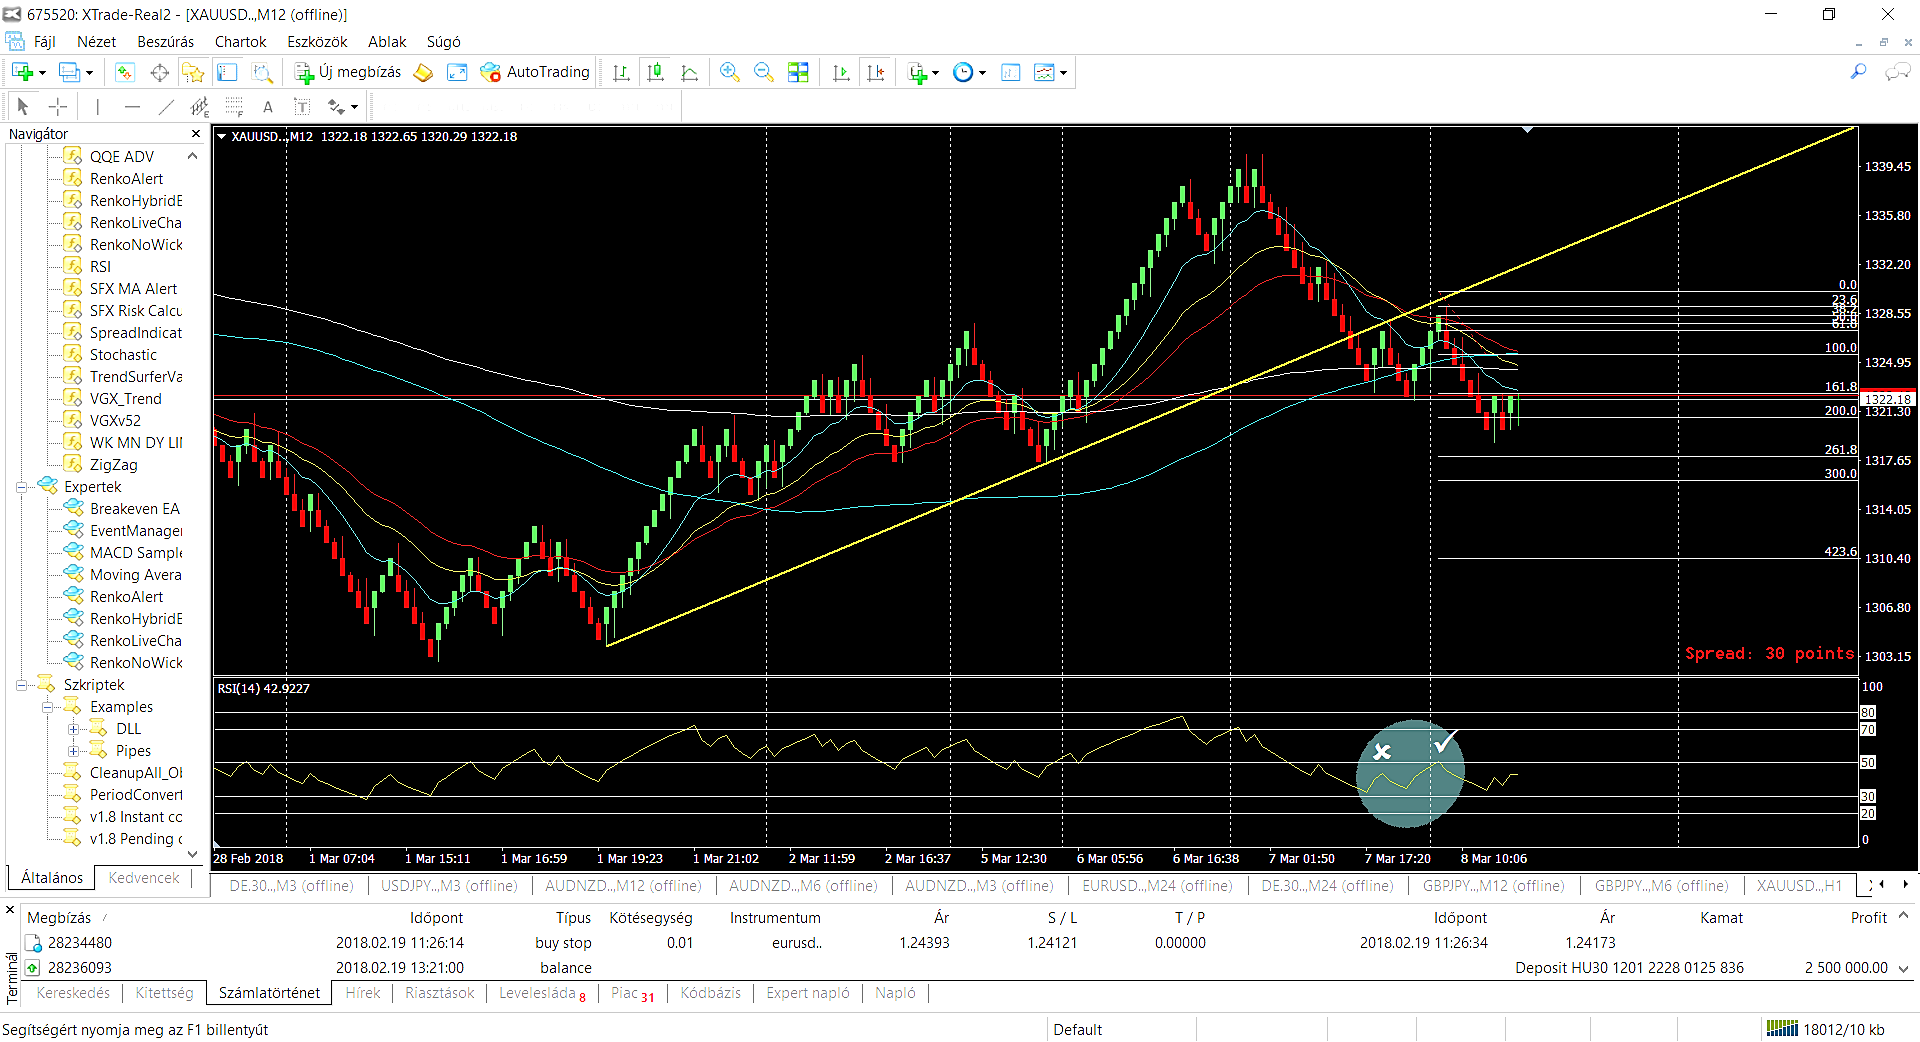 675520: XTrade-Real2 - [XAUUSD..,M12 (offline)]
Fájl Nézet Beszúrás Chartok Eszközök Ablak Súgó
Új megbízás AutoTrading
A T
Navigátor
QQE ADV
RenkoAlert
RenkoHybridE
RenkoLiveCha
RenkoNoWick
RSI
SFX MA Alert
SFX Risk Calcu
SpreadIndicat
Stochastic
TrendSurferVa
VGX_Trend
VGXv52
WK MN DY LII
ZigZag
Expertek
Breakeven EA
EventManager
MACD Sample
Moving Avera
RenkoAlert
RenkoHybridE
RenkoLiveCha
RenkoNoWick
Szkriptek
Examples
DLL
Pipes
CleanupAll_Ol
PeriodConvert
v1.8 Instant co
v1.8 Pending c
Általános Kedvencek
XAUUSD..,M12 1322.18 1322.65 1320.29 1322.18
1339.45
1335.80
1332.20
1328.55
1324.95
1322.18
1321.30
1317.65
1314.05
1310.40
1306.80
1303.15
0.0
23.6
61.8
100.0
161.8
200.0
261.8
300.0
423.6
Spread: 30 points
RSI(14) 42.9227
100
80
70
50
30
20
0
28 Feb 2018 1 Mar 07:04 1 Mar 15:11 1 Mar 16:59 1 Mar 19:23 1 Mar 21:02 2 Mar 11:59 2 Mar 16:37 5 Mar 12:30 6 Mar 05:56 6 Mar 16:38 7 Mar 01:50 7 Mar 17:20 8 Mar 10:06
DE.30..,M3 (offline) USDJPY..,M3 (offline) AUDNZD..,M12 (offline) AUDNZD..,M6 (offline) AUDNZD..,M3 (offline) EURUSD..,M24 (offline) DE.30..,M24 (offline) GBPJPY..,M12 (offline) GBPJPY..,M6 (offline) XAUUSD..,H1
Terminál
Megbízás / Időpont Típus Kötésegység Instrumentum Ár S / L T / P Időpont Ár Kamat Profit
28234480 2018.02.19 11:26:14 buy stop 0.01 eurusd.. 1.24393 1.24121 0.00000 2018.02.19 11:26:34 1.24173
28236093 2018.02.19 13:21:00 balance Deposit HU30 1201 2228 0125 836 2 500 000.00
Kereskedés Kitettség Számlatörténet Hírek Riasztások Levelesláda 8 Piac 31 Kódbázis Expert napló Napló
Segítségért nyomja meg az F1 billentyűt Default 18012/10 kb